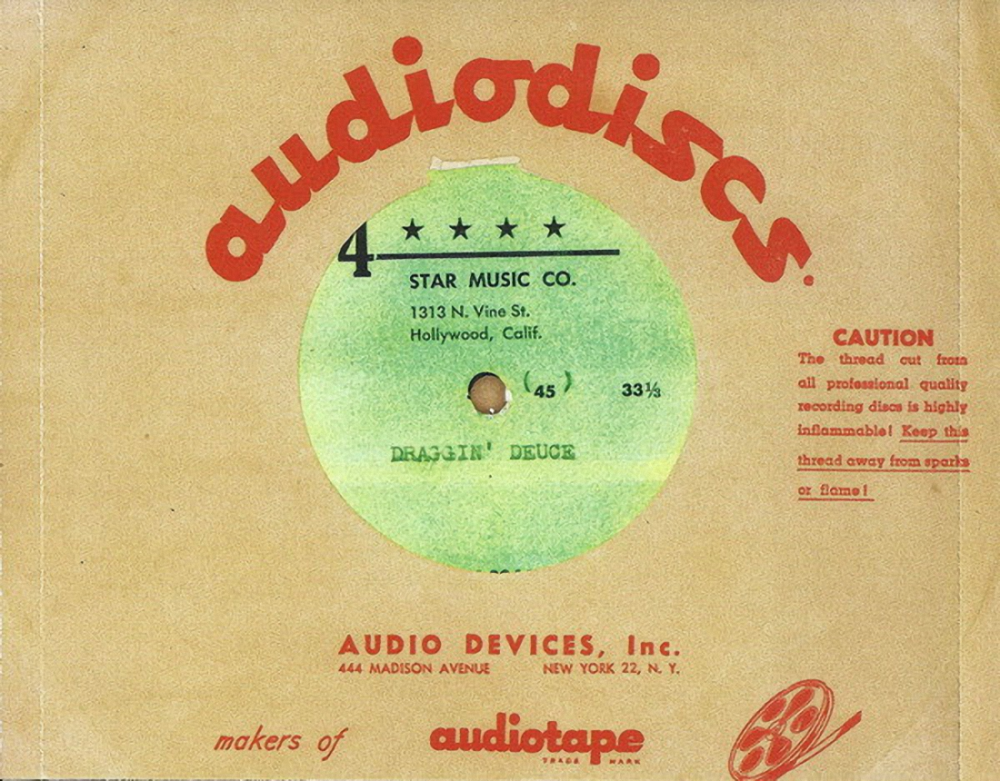 audiodiscs.
4 ★ ★ ★ ★
STAR MUSIC CO.
1313 N. Vine St.
Hollywood, Calif.
(45) 33⅓
DRAGGIN' DEUCE
CAUTION
The thread cut from
all professional quality
recording discs is highly
inflammable! Keep this
thread away from sparks
or flame!
AUDIO DEVICES, Inc.
444 MADISON AVENUE NEW YORK 22, N. Y.
makers of audiotape
TRADE MARK